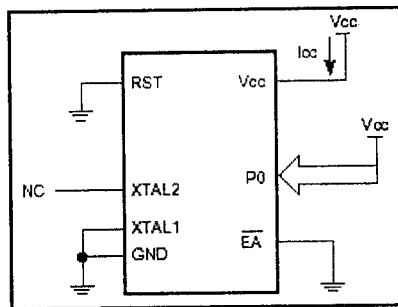 Vcc
Icc
RST
Vcc
Vcc
P0
NC
XTAL2
XTAL1
EA
GND